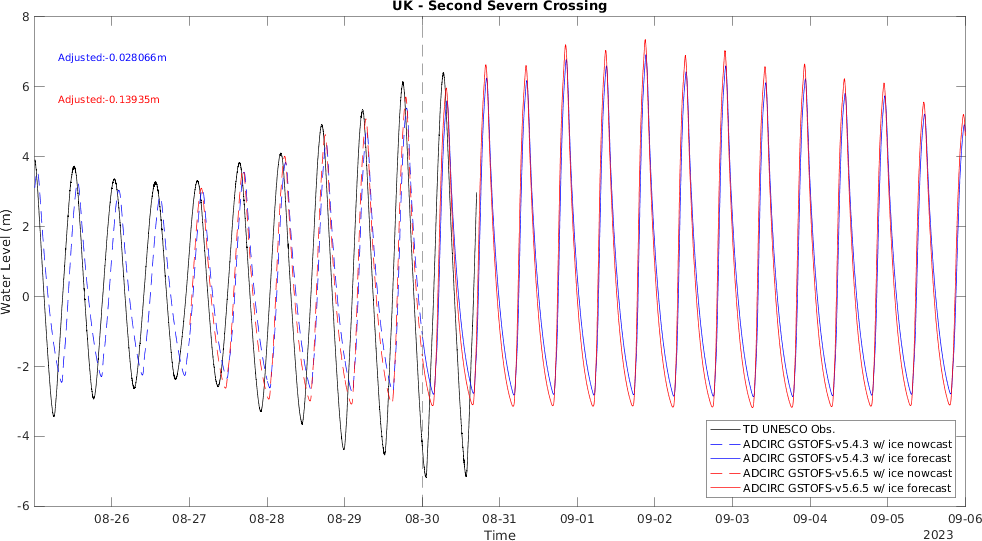 UK - Second Severn Crossing
8
6
4
2
0
-2
-4
-6
Water Level (m)
Adjusted:-0.028066m
Adjusted:-0.13935m
TD UNESCO Obs.
ADCIRC GSTOFS-v5.4.3 w/ ice nowcast
ADCIRC GSTOFS-v5.4.3 w/ ice forecast
ADCIRC GSTOFS-v5.6.5 w/ ice nowcast
ADCIRC GSTOFS-v5.6.5 w/ ice forecast
08-26 08-27 08-28 08-29 08-30 08-31 09-01 09-02 09-03 09-04 09-05 09-06
Time
2023